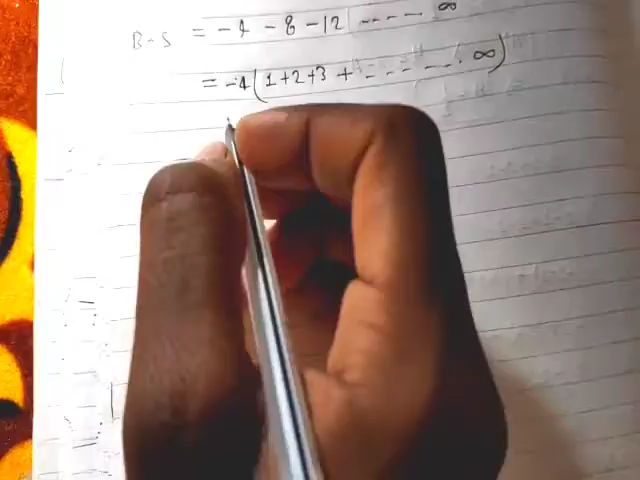 B-S = -4 - 8 - 12 ---- ∞
= -4(1+2+3+ ------- ∞)